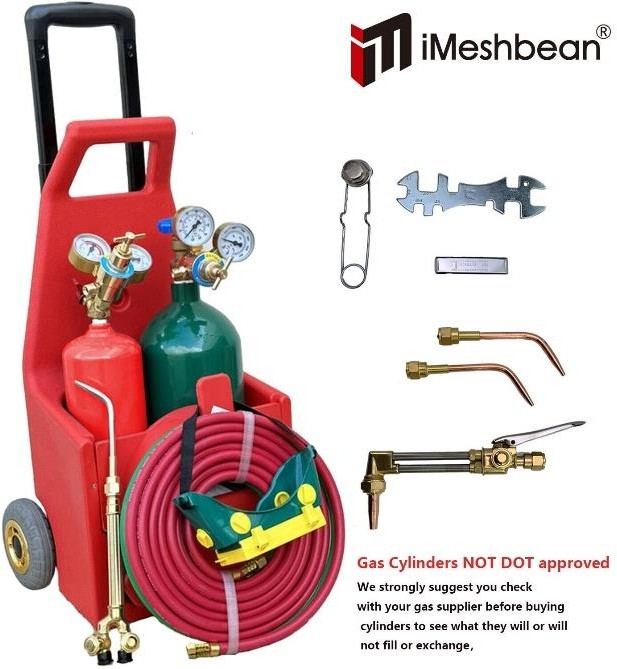 iMeshbean®
Gas Cylinders NOT DOT approved
We strongly suggest you check
with your gas supplier before buying
cylinders to see what they will or will
not fill or exchange,